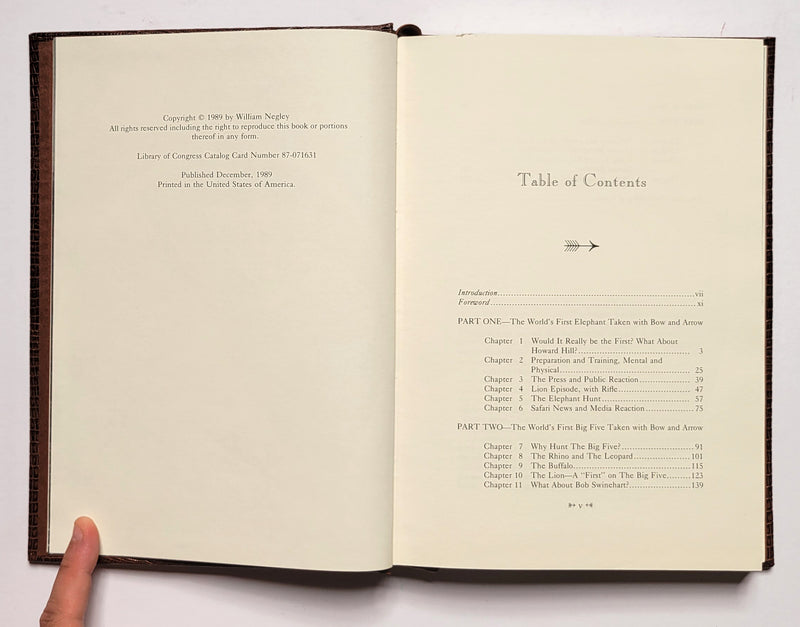 Copyright © 1989 by William Negley
All rights reserved including the right to reproduce this book or portions
thereof in any form.
Library of Congress Catalog Card Number 87-071631
Published December, 1989
Printed in the United States of America.
Table of Contents
Introduction....................vii
Foreword....................xi
PART ONE—The World's First Elephant Taken with Bow and Arrow
Chapter 1 Would It Really be the First? What About
Howard Hill?.................... 3
Chapter 2 Preparation and Training, Mental and
Physical.................... 25
Chapter 3 The Press and Public Reaction.................... 39
Chapter 4 Lion Episode, with Rifle.................... 47
Chapter 5 The Elephant Hunt.................... 57
Chapter 6 Safari News and Media Reaction.................... 75
PART TWO—The World's First Big Five Taken with Bow and Arrow
Chapter 7 Why Hunt The Big Five?.................... 91
Chapter 8 The Rhino and The Leopard....................101
Chapter 9 The Buffalo....................115
Chapter 10 The Lion—A "First" on The Big Five.........123
Chapter 11 What About Bob Swinehart?....................139
v